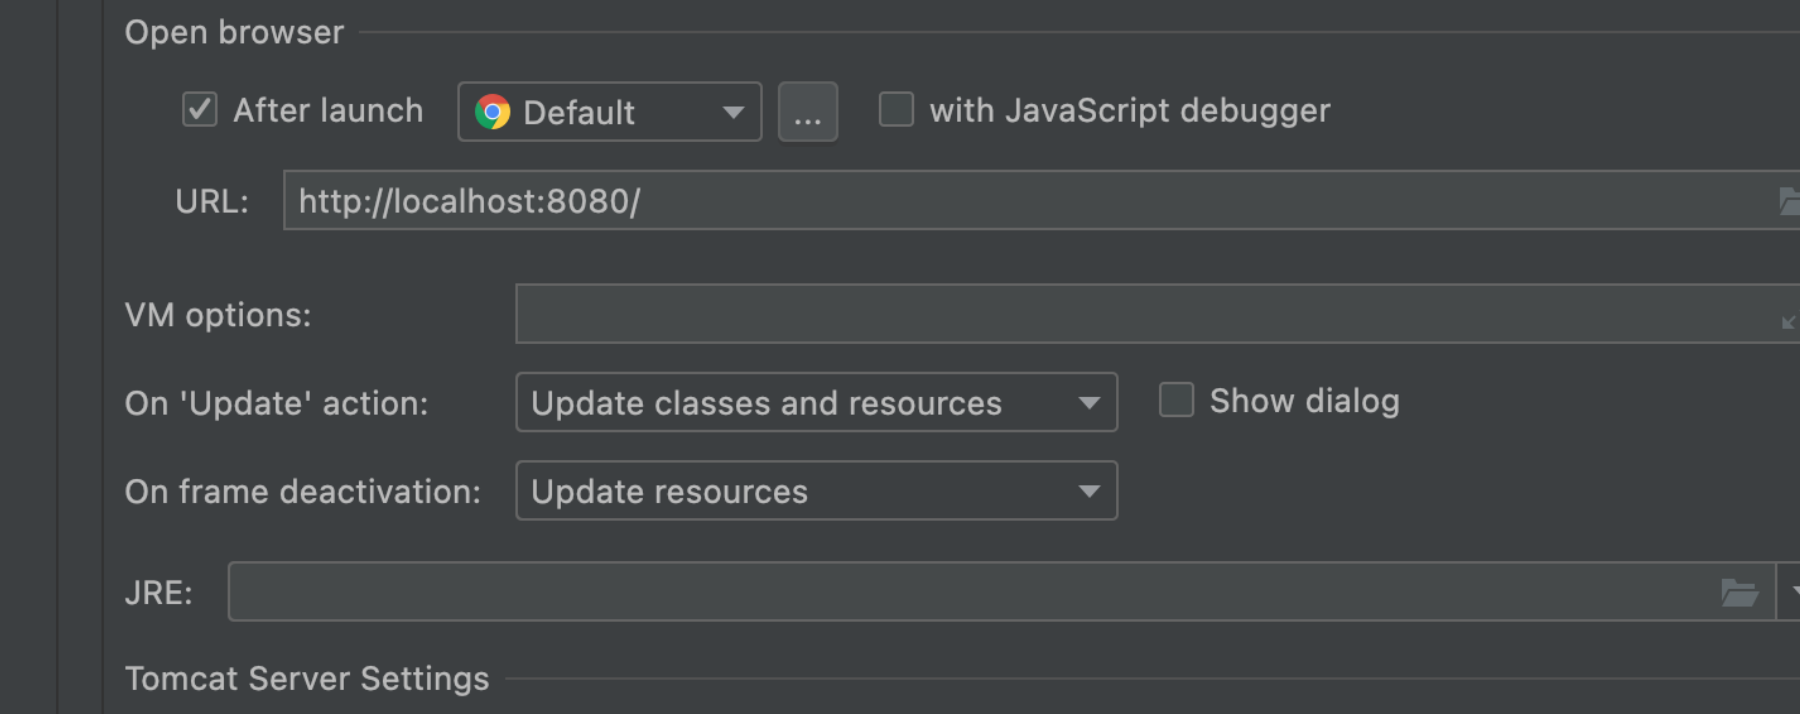 Open browser
After launch Default ... with JavaScript debugger
URL: http://localhost:8080/
VM options:
On 'Update' action: Update classes and resources Show dialog
On frame deactivation: Update resources
JRE:
Tomcat Server Settings